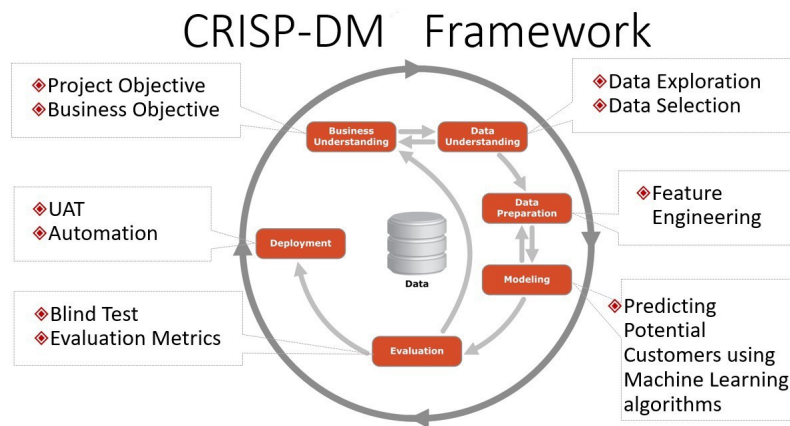 CRISP-DM Framework
Project Objective
Business Objective
Data Exploration
Data Selection
Business
Understanding
Data
Understanding
UAT
Automation
Feature
Engineering
Data
Preparation
Deployment
Data
Modeling
Blind Test
Evaluation Metrics
Evaluation
Predicting
Potential
Customers using
Machine Learning
algorithms